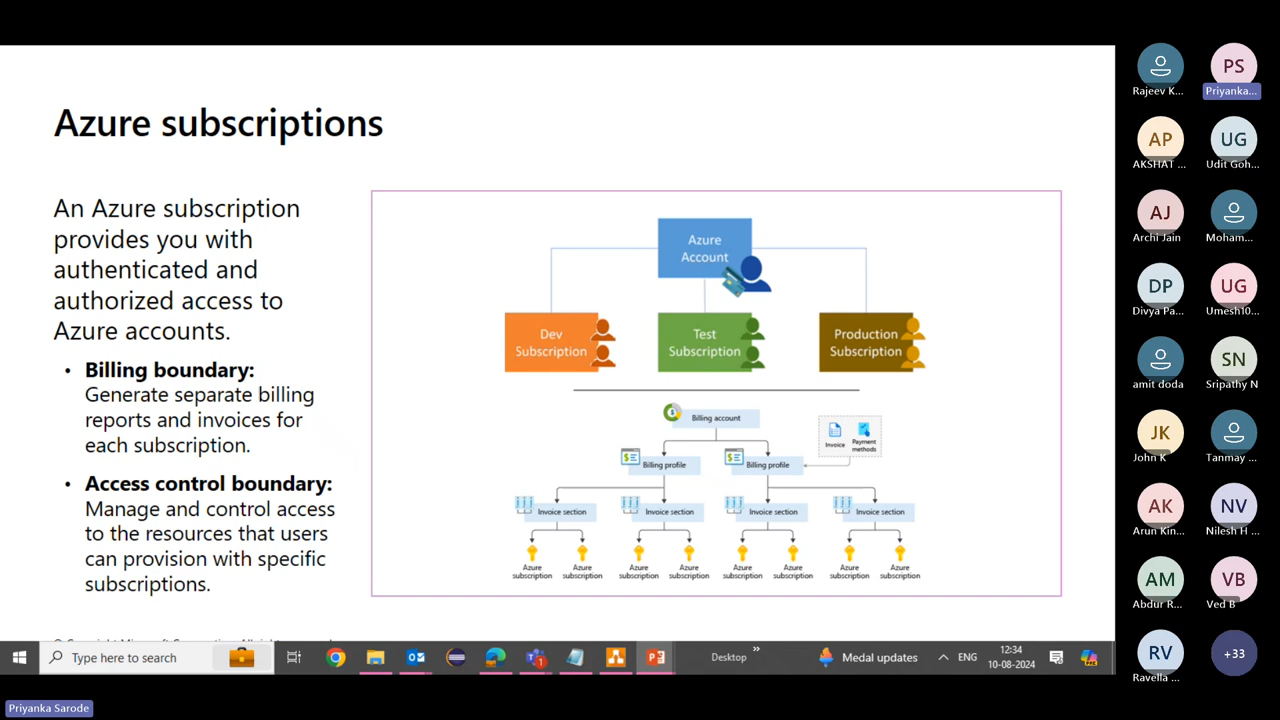 Azure subscriptions
An Azure subscription
provides you with
authenticated and
authorized access to
Azure accounts.
• Billing boundary:
Generate separate billing
reports and invoices for
each subscription.
• Access control boundary:
Manage and control access
to the resources that users
can provision with specific
subscriptions.
Azure
Account
Dev
Subscription
Test
Subscription
Production
Subscription
Billing account
Invoice
Payment
methods
Billing profile
Billing profile
Invoice section
Invoice section
Invoice section
Invoice section
Azure
subscription
Azure
subscription
Azure
subscription
Azure
subscription
Azure
subscription
Azure
subscription
Azure
subscription
Azure
subscription
Type here to search
1
Desktop
»
Medal updates
ENG
12:34
10-08-2024
Priyanka Sarode
Rajeev K...
PS
Priyanka...
AP
AKSHAT ...
UG
Udit Goh...
AJ
Archi Jain
Moham...
DP
Divya Pa...
UG
Umesh10...
amit doda
SN
Sripathy N
JK
John K
Tanmay ...
AK
Arun Kin...
NV
Nilesh H ...
AM
Abdur R...
VB
Ved B
RV
Ravella ...
+33